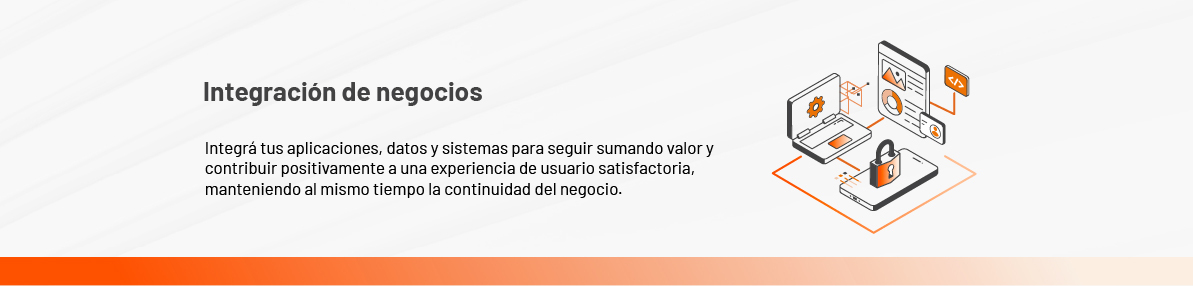 Integración de negocios
Integrá tus aplicaciones, datos y sistemas para seguir sumando valor y
contribuir positivamente a una experiencia de usuario satisfactoria,
manteniendo al mismo tiempo la continuidad del negocio.